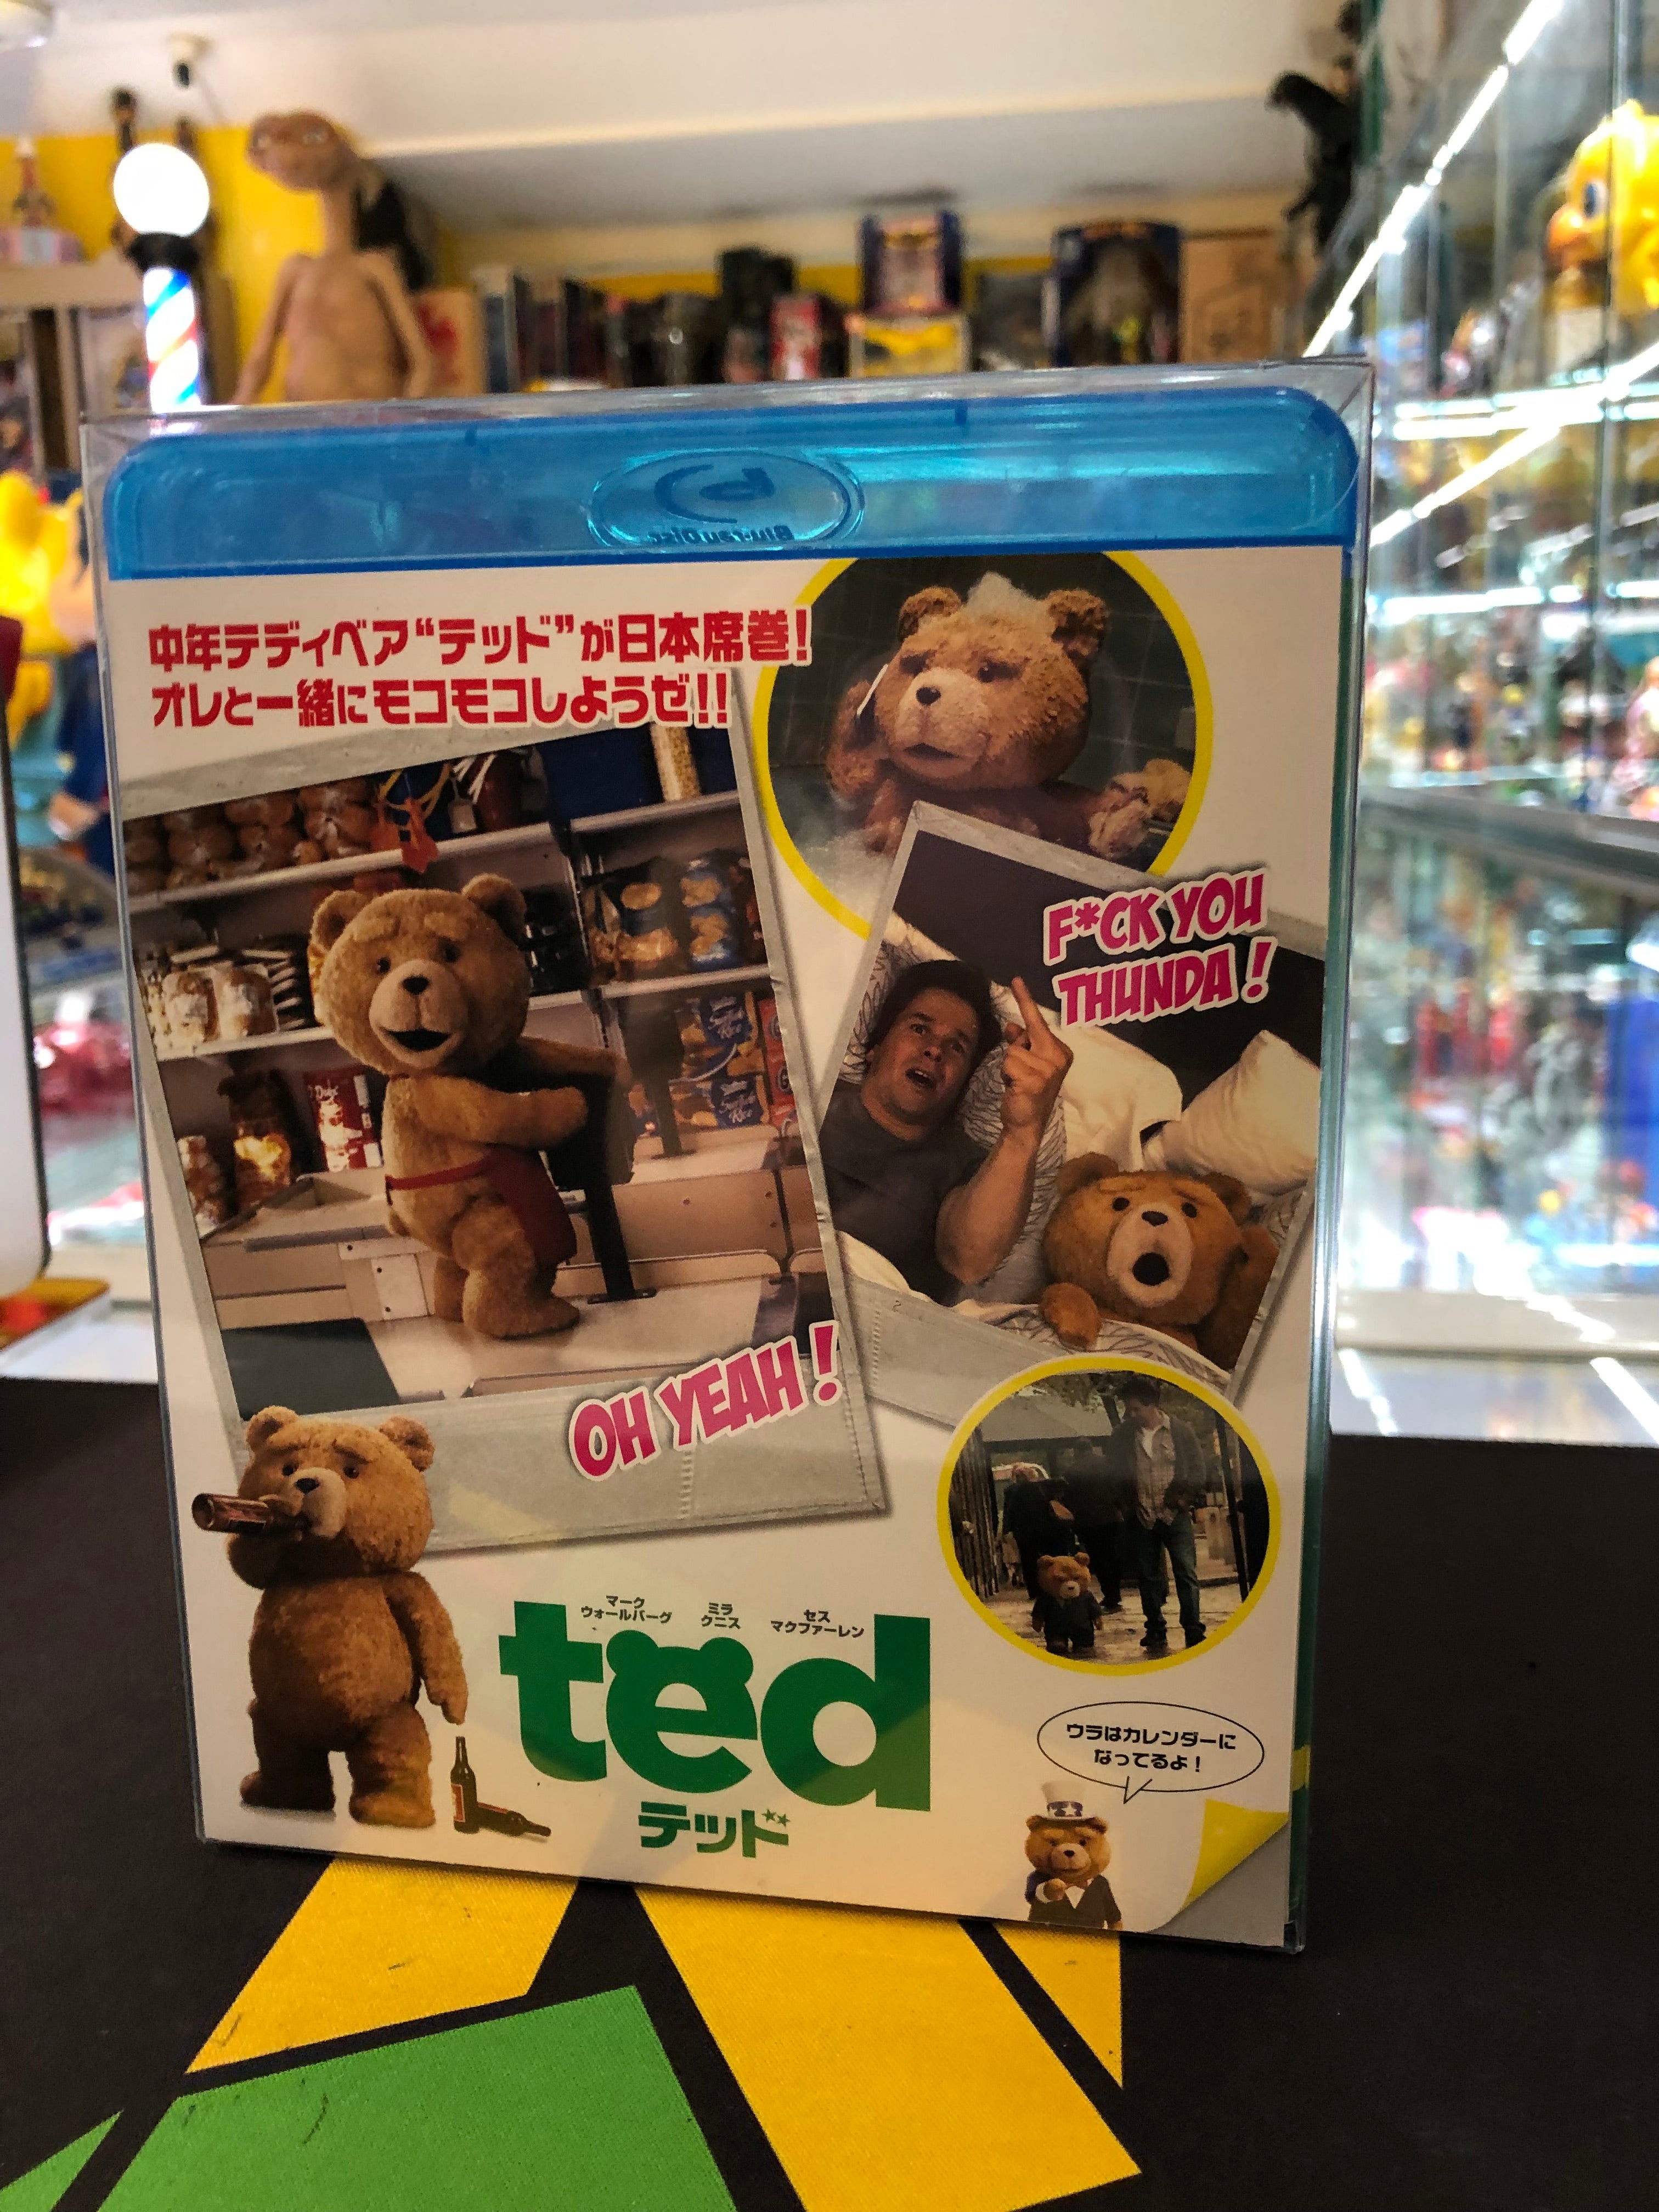 Blu-ray Disc
中年テディベア“テッド”が日本席巻!
オレと一緒にモコモコしようぜ!!
F*CK YOU
THUNDA!
OH YEAH!
マーク
ウォールバーグ
ミラ
クニス
セス
マクファーレン
ted
テッド
ウラはカレンダーに
なってるよ!